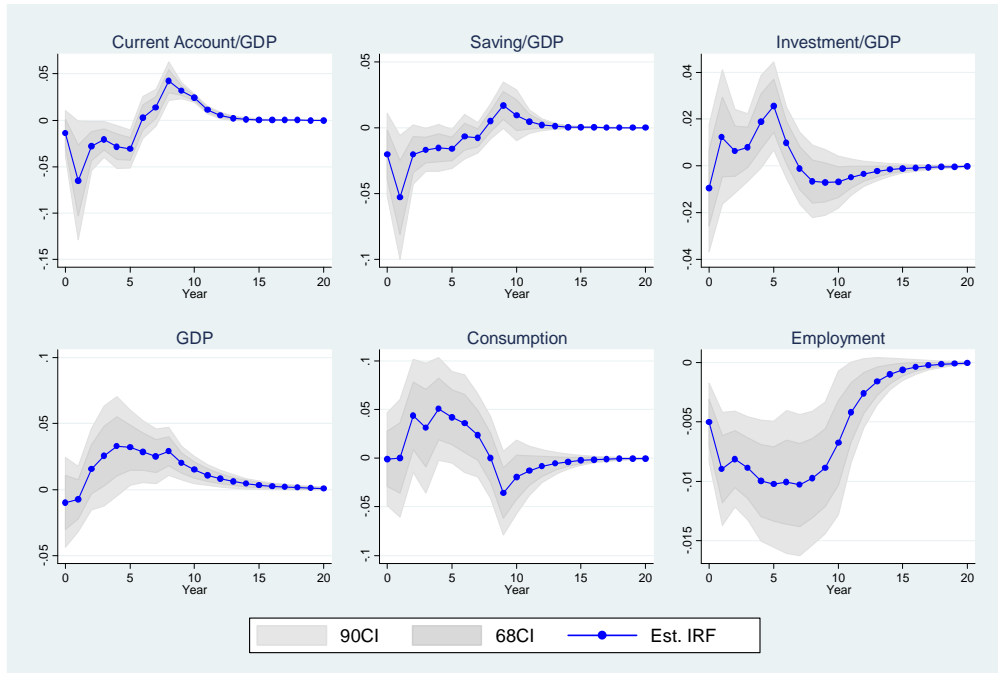 Current Account/GDP
.05
0
-.05
-.1
-.15
0 5 10 15 20
Year
Saving/GDP
.05
0
-.05
-.1
0 5 10 15 20
Year
Investment/GDP
.04
.02
0
-.02
-.04
0 5 10 15 20
Year
GDP
.1
.05
0
-.05
0 5 10 15 20
Year
Consumption
.1
.05
0
-.05
-.1
0 5 10 15 20
Year
Employment
0
-.005
-.01
-.015
0 5 10 15 20
Year
90CI 68CI Est. IRF